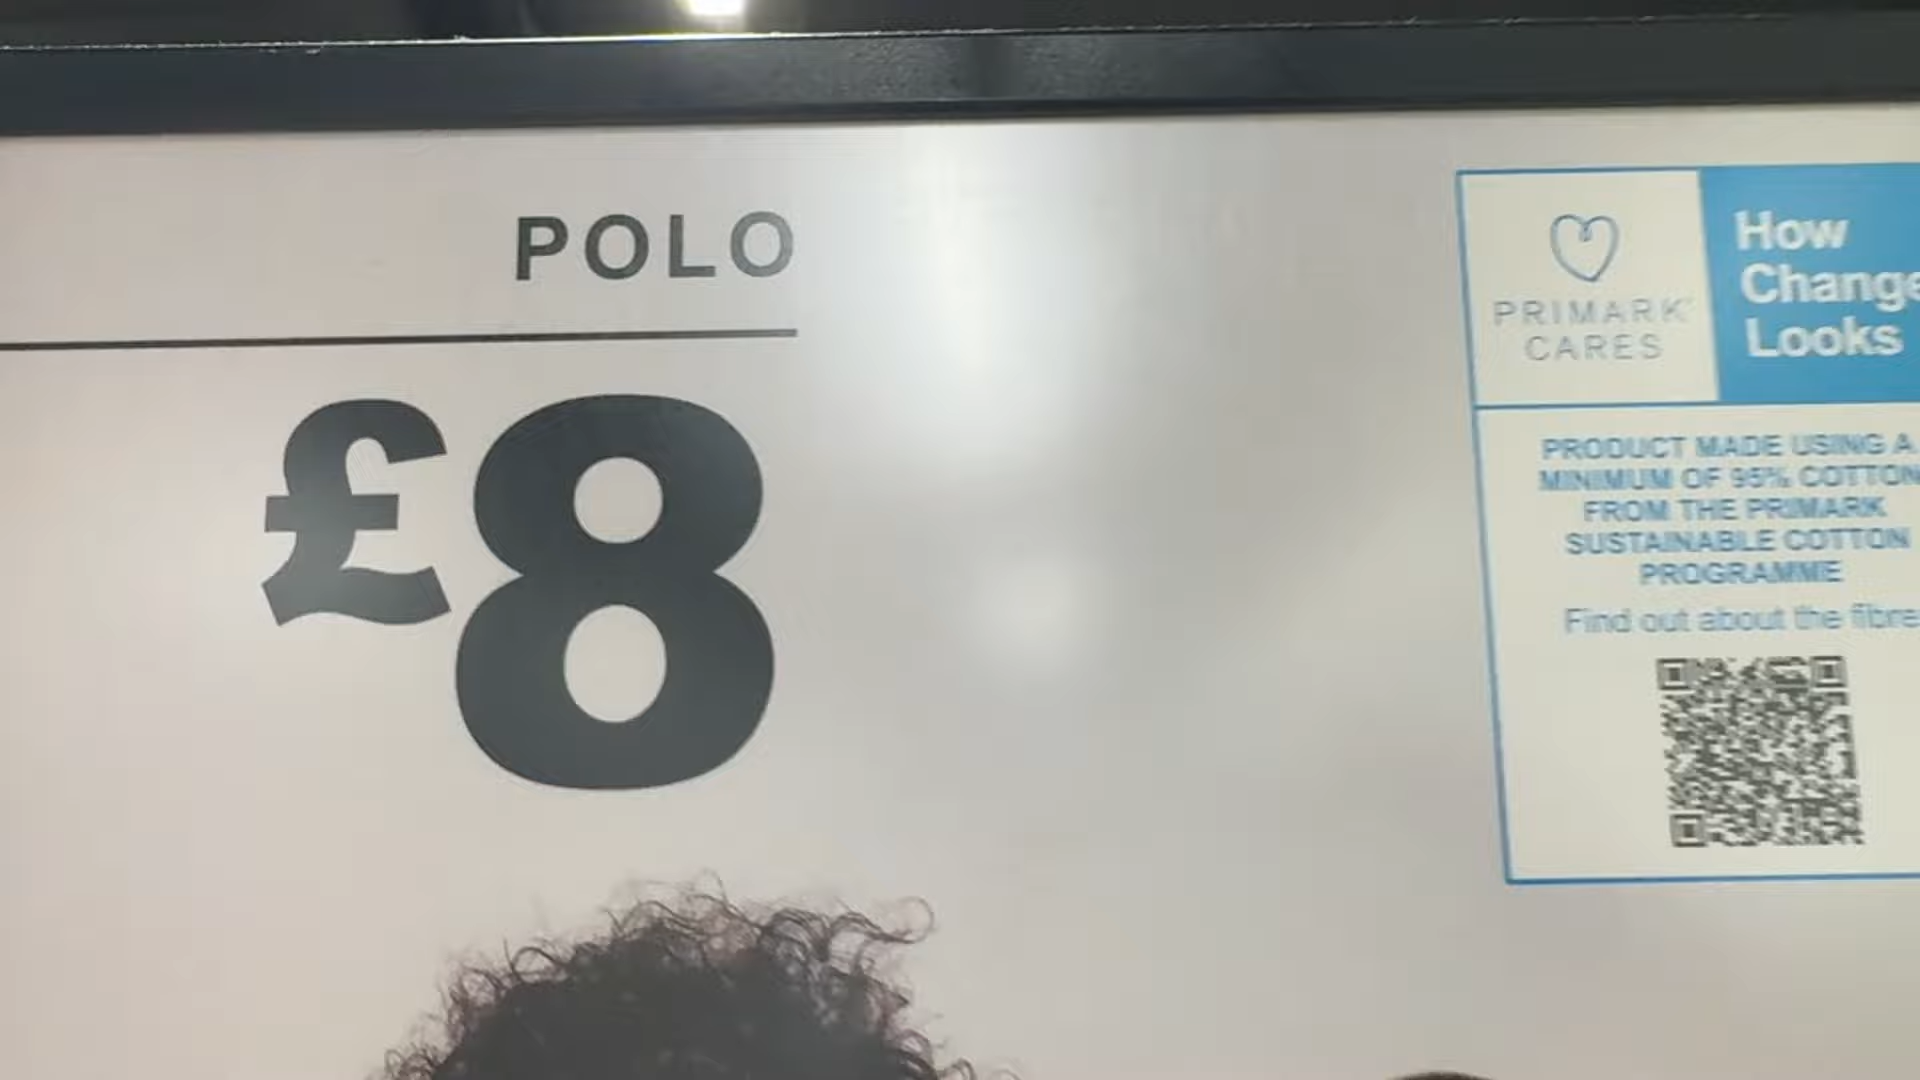 POLO
£8
PRIMARK
CARES
How
Change
Looks
PRODUCT MADE USING A
MINIMUM OF 95% COTTON
FROM THE PRIMARK
SUSTAINABLE COTTON
PROGRAMME
Find out about the fibre